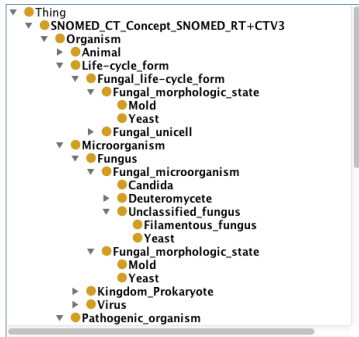 Thing
SNOMED_CT_Concept_SNOMED_RT+CTV3
Organism
Animal
Life-cycle_form
Fungal_life-cycle_form
Fungal_morphologic_state
Mold
Yeast
Fungal_unicell
Microorganism
Fungus
Fungal_microorganism
Candida
Deuteromycete
Unclassified_fungus
Filamentous_fungus
Yeast
Fungal_morphologic_state
Mold
Yeast
Kingdom_Prokaryote
Virus
Pathogenic_organism